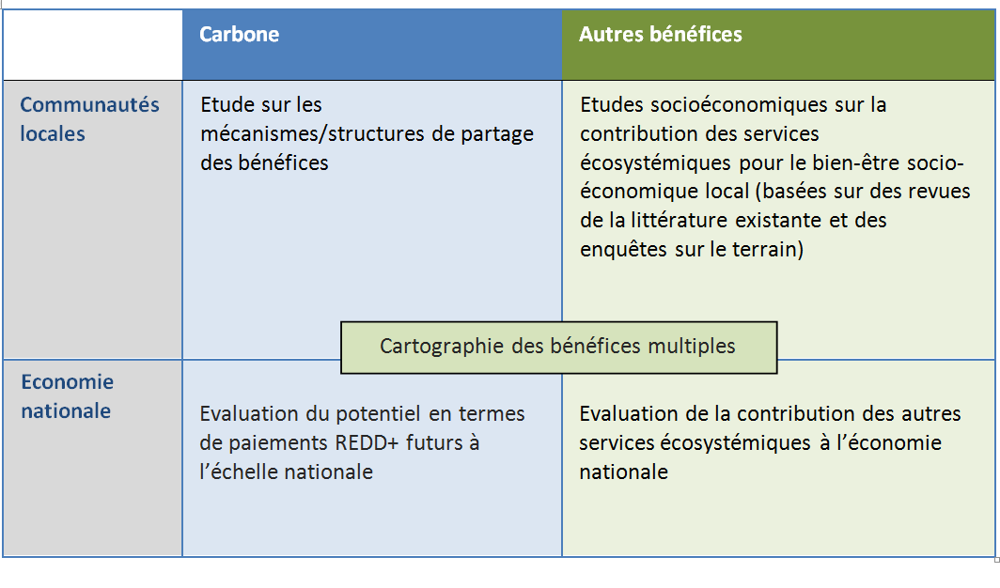 Carbone
Autres bénéfices
Communautés
locales
Etude sur les
mécanismes/structures de partage
des bénéfices
Etudes socioéconomiques sur la
contribution des services
écosystémiques pour le bien-être socio-
économique local (basées sur des revues
de la littérature existante et des
enquêtes sur le terrain)
Cartographie des bénéfices multiples
Economie
nationale
Evaluation du potentiel en termes
de paiements REDD+ futurs à
l’échelle nationale
Evaluation de la contribution des autres
services écosystémiques à l’économie
nationale